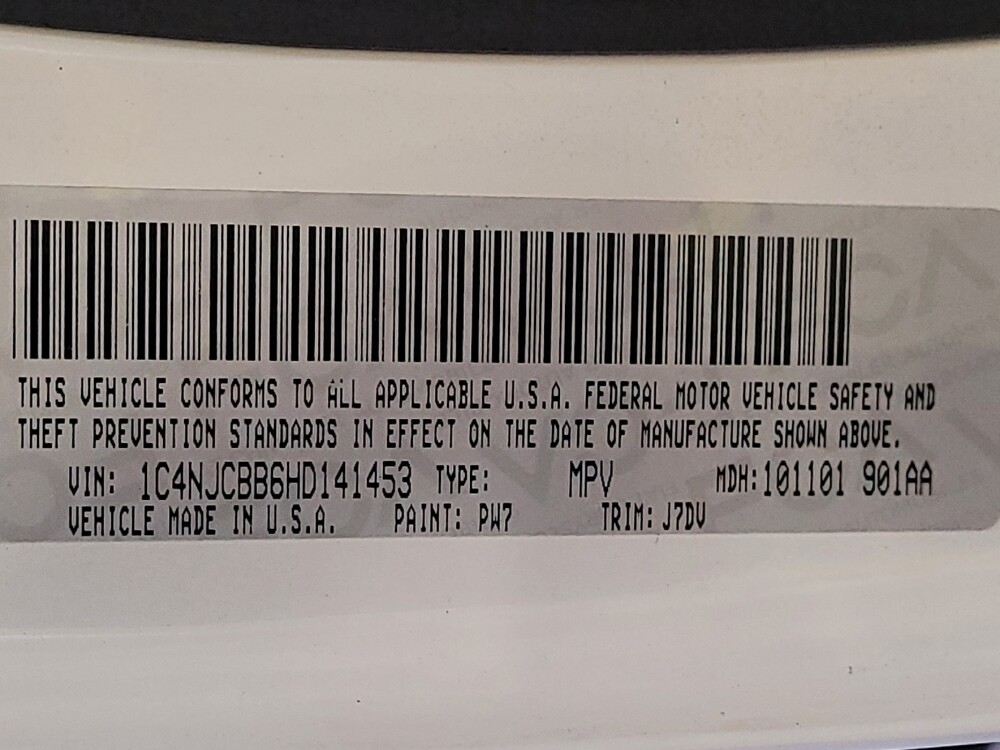 THIS VEHICLE CONFORMS TO ALL APPLICABLE U.S.A. FEDERAL MOTOR VEHICLE SAFETY AND
THEFT PREVENTION STANDARDS IN EFFECT ON THE DATE OF MANUFACTURE SHOWN ABOVE.
VIN: 1C4NJCBB6HD141453 TYPE: MPV MDH:101101 901AA
VEHICLE MADE IN U.S.A. PAINT: PW7 TRIM: J7DV